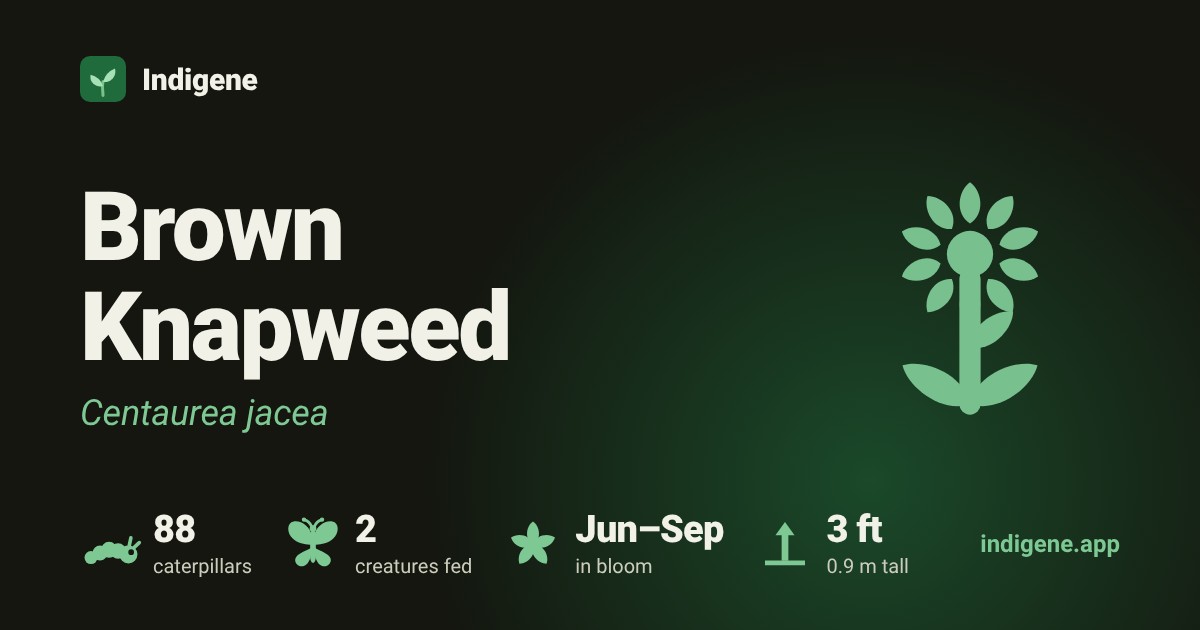 Indigene
Brown
Knapweed
Centaurea jacea
88
caterpillars
2
creatures fed
Jun–Sep
in bloom
3 ft
0.9 m tall
indigene.app